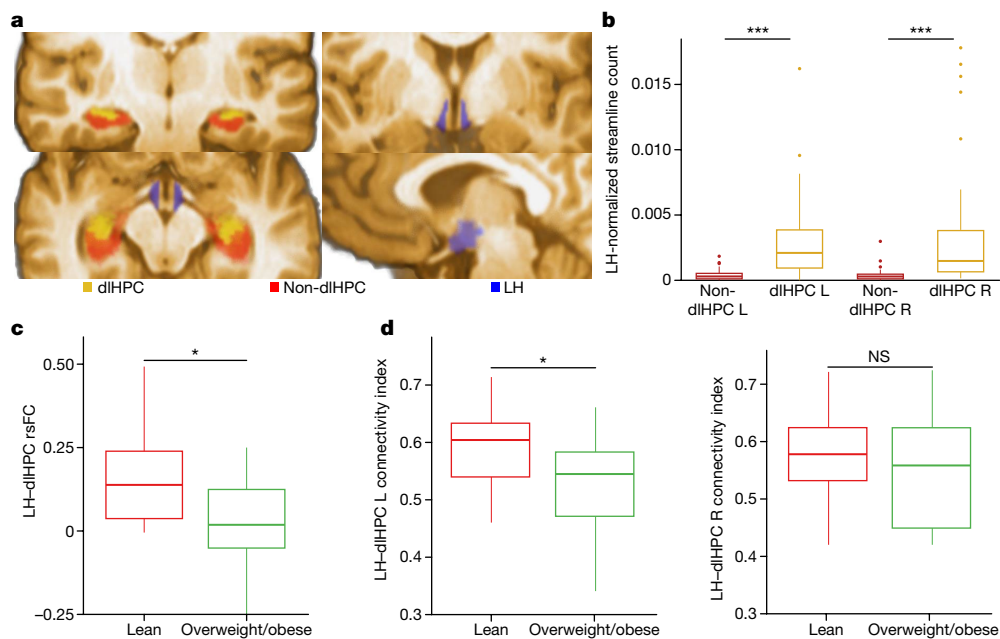 a
dlHPC
Non-dlHPC
LH
b
LH-normalized streamline count
0.015
0.010
0.005
0
***
***
Non-
dlHPC L
dlHPC L
Non-
dlHPC R
dlHPC R
c
LH–dlHPC rsFC
0.50
0.25
0
–0.25
*
Lean
Overweight/obese
d
LH–dlHPC L connectivity index
0.7
0.6
0.5
0.4
0.3
*
Lean
Overweight/obese
LH–dlHPC R connectivity index
0.7
0.6
0.5
0.4
0.3
NS
Lean
Overweight/obese